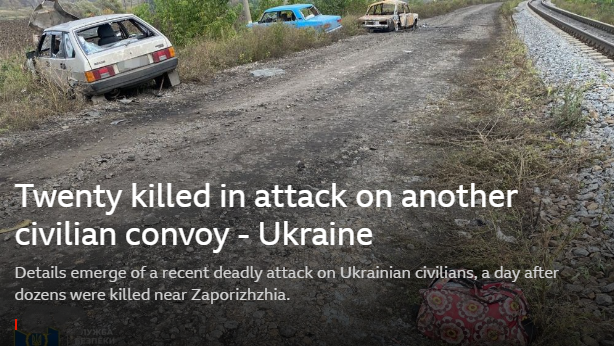 Twenty killed in attack on another
civilian convoy - Ukraine
Details emerge of a recent deadly attack on Ukrainian civilians, a day after
dozens were killed near Zaporizhzhia.